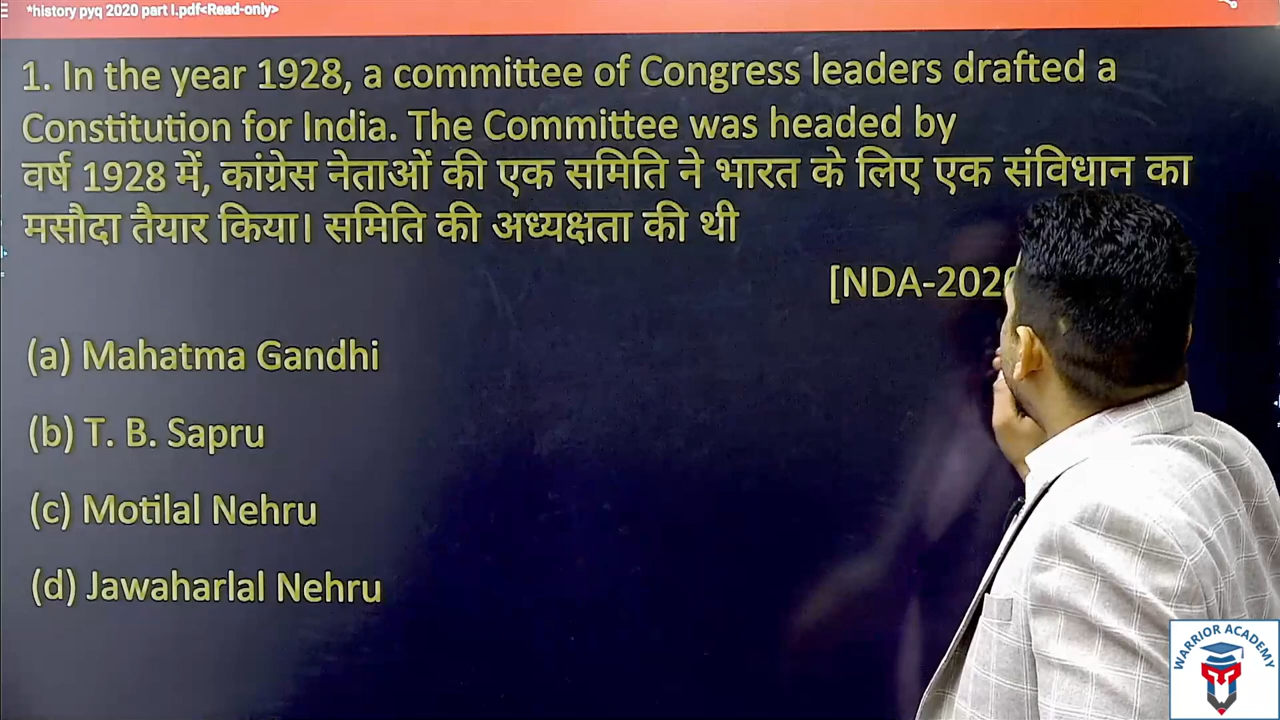 *history pyq 2020 part I.pdf<Read-only>
1. In the year 1928, a committee of Congress leaders drafted a
Constitution for India. The Committee was headed by
वर्ष 1928 में, कांग्रेस नेताओं की एक समिति ने भारत के लिए एक संविधान का
मसौदा तैयार किया। समिति की अध्यक्षता की थी
[NDA-2020
(a) Mahatma Gandhi
(b) T. B. Sapru
(c) Motilal Nehru
(d) Jawaharlal Nehru
WARRIOR ACADEMY